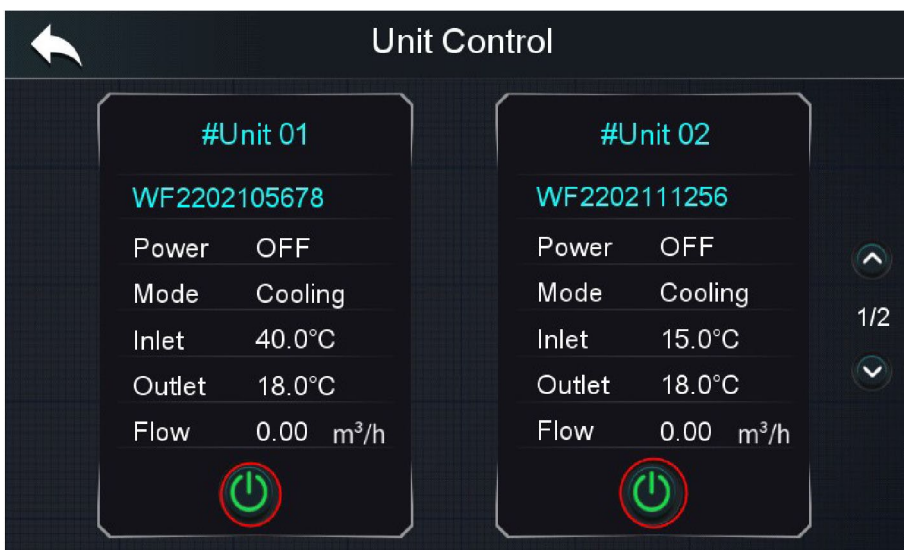 Unit Control
#Unit 01
WF2202105678
Power OFF
Mode Cooling
Inlet 40.0°C
Outlet 18.0°C
Flow 0.00 m³/h
#Unit 02
WF2202111256
Power OFF
Mode Cooling
Inlet 15.0°C
Outlet 18.0°C
Flow 0.00 m³/h
1/2